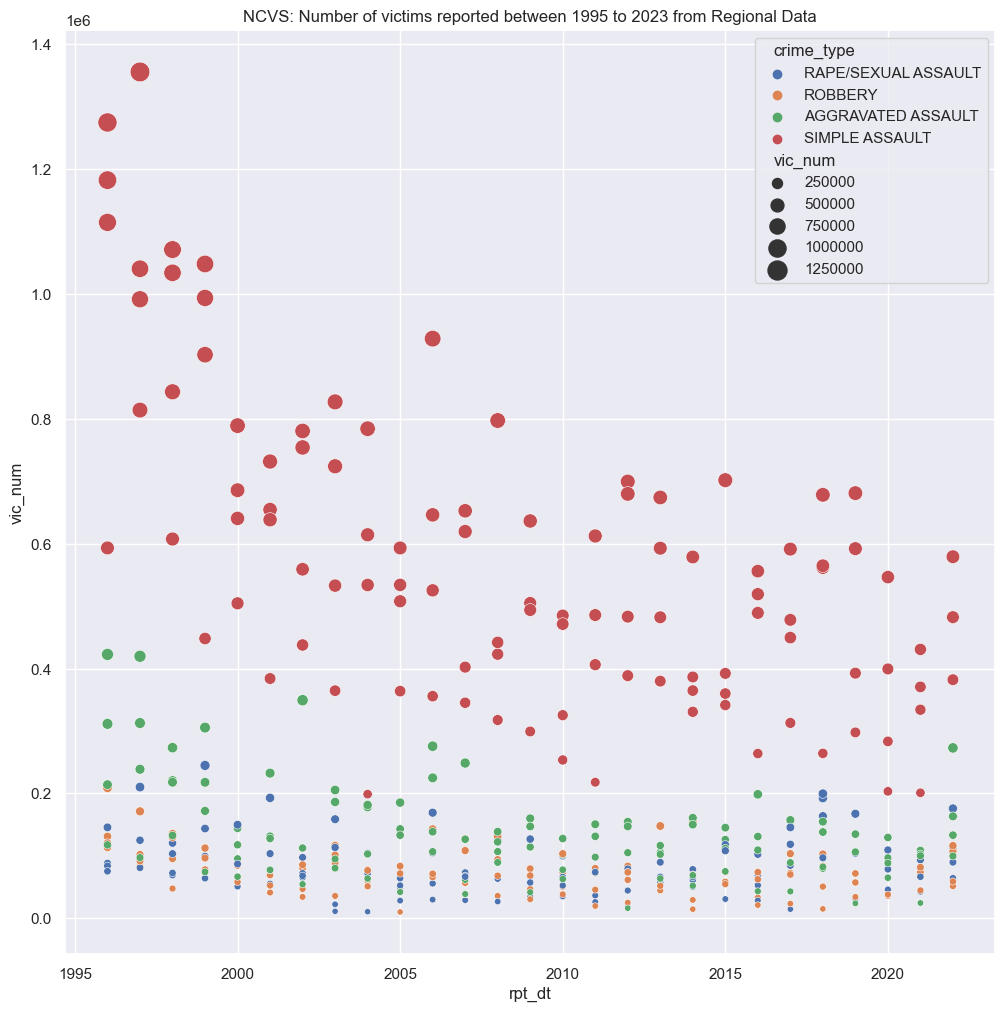 NCVS: Number of victims reported between 1995 to 2023 from Regional Data
1e6
1.4
1.2
1.0
0.8
0.6
0.4
0.2
0.0
vic_num
1995
2000
2005
2010
2015
2020
rpt_dt
crime_type
RAPE/SEXUAL ASSAULT
ROBBERY
AGGRAVATED ASSAULT
SIMPLE ASSAULT
vic_num
250000
500000
750000
1000000
1250000